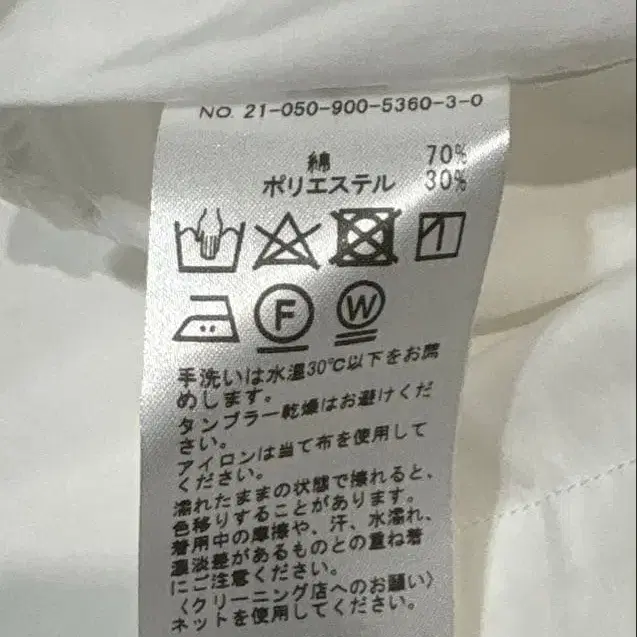 NO. 21-050-900-5360-3-0
綿 70%
ポリエステル 30%
F W
手洗いは水温30℃以下をお薦
めします。
タンブラー乾燥はお避けくだ
さい。
アイロンは当て布を使用して
ください。
濡れたままの状態で擦れると、
色移りすることがあります。
着用中の摩擦や、汗、水濡れ、
濃淡差があるものとの重ね着
にご注意ください。
〈クリーニング店へのお願い〉
ネットを使用してください。